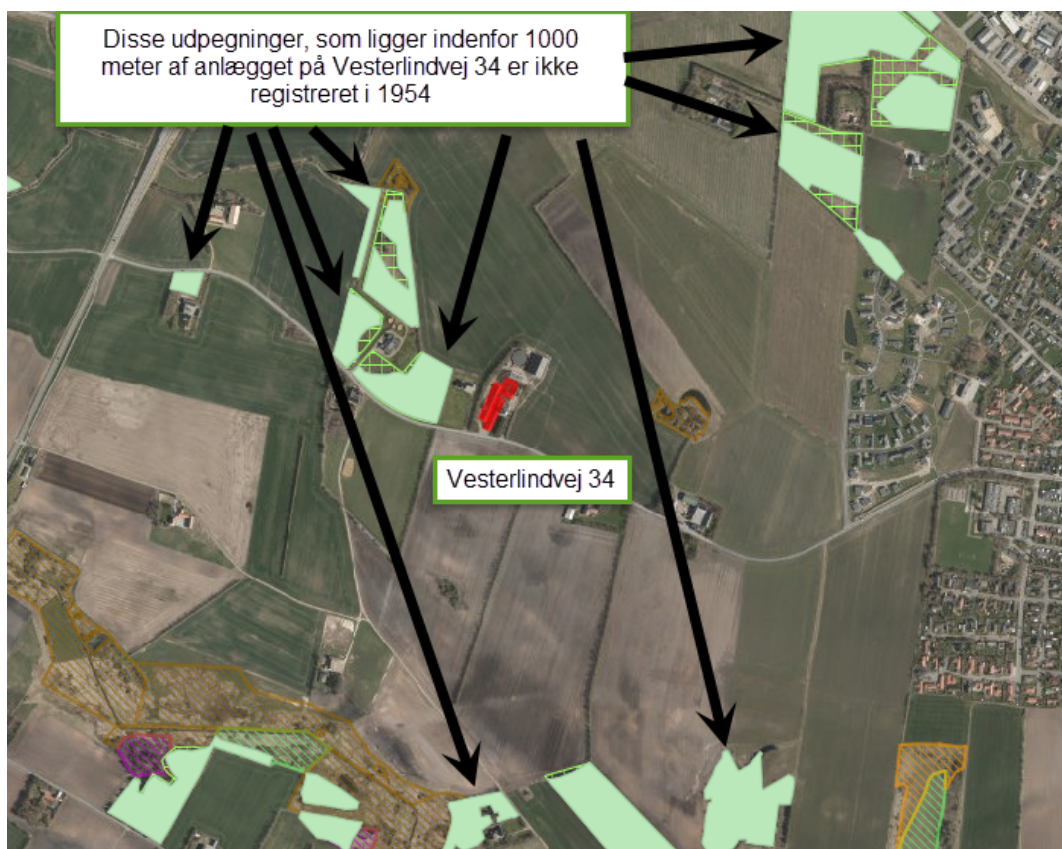 Disse udpegninger, som ligger indenfor 1000
meter af anlægget på Vesterlindvej 34 er ikke
registreret i 1954
Vesterlindvej 34